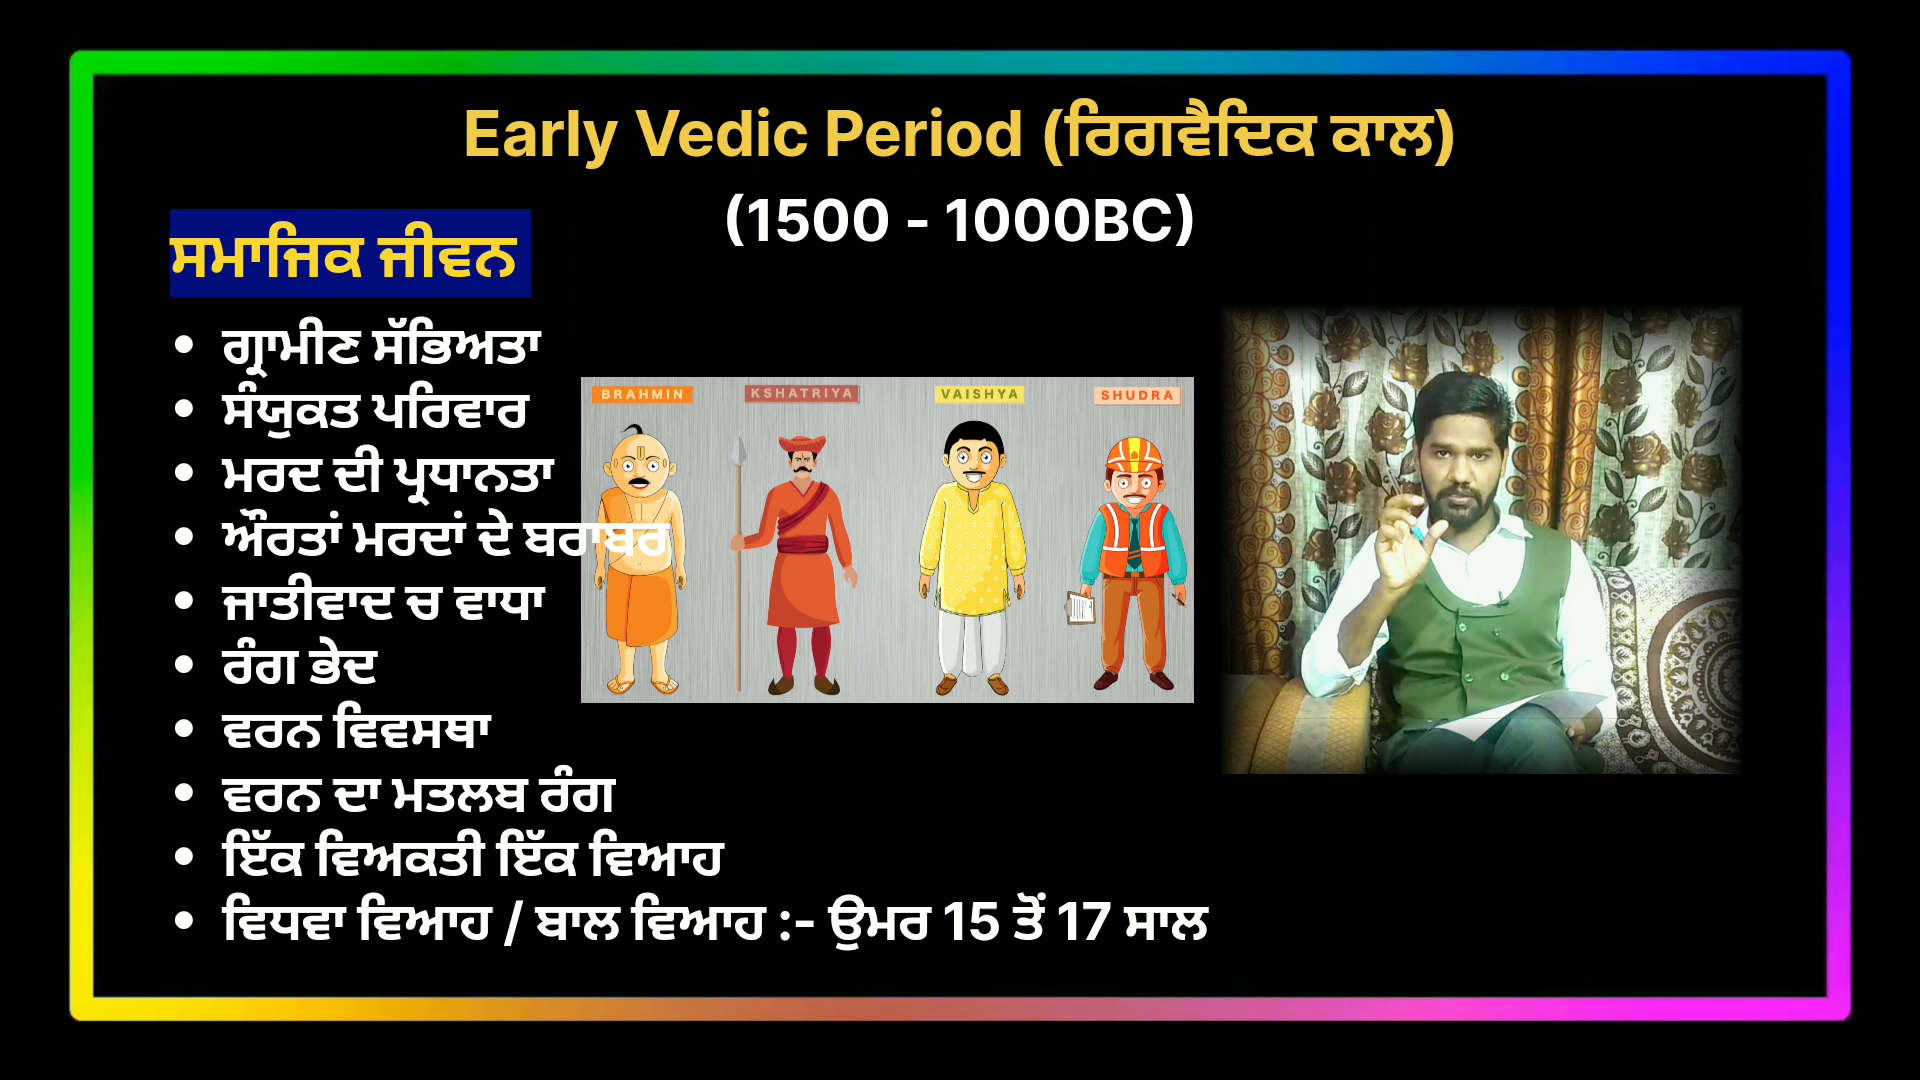 Early Vedic Period (ਰਿਗਵੈਦਿਕ ਕਾਲ)
(1500 - 1000BC)
ਸਮਾਜਿਕ ਜੀਵਨ
• ਗ੍ਰਾਮੀਣ ਸੱਭਿਅਤਾ
• ਸੰਯੁਕਤ ਪਰਿਵਾਰ
• ਮਰਦ ਦੀ ਪ੍ਰਧਾਨਤਾ
• ਔਰਤਾਂ ਮਰਦਾਂ ਦੇ ਬਰਾਬਰ
• ਜਾਤੀਵਾਦ ਚ ਵਾਧਾ
• ਰੰਗ ਭੇਦ
• ਵਰਨ ਵਿਵਸਥਾ
• ਵਰਨ ਦਾ ਮਤਲਬ ਰੰਗ
• ਇੱਕ ਵਿਅਕਤੀ ਇੱਕ ਵਿਆਹ
• ਵਿਧਵਾ ਵਿਆਹ / ਬਾਲ ਵਿਆਹ :- ਉਮਰ 15 ਤੋਂ 17 ਸਾਲ
BRAHMIN KSHATRIYA VAISHYA SHUDRA